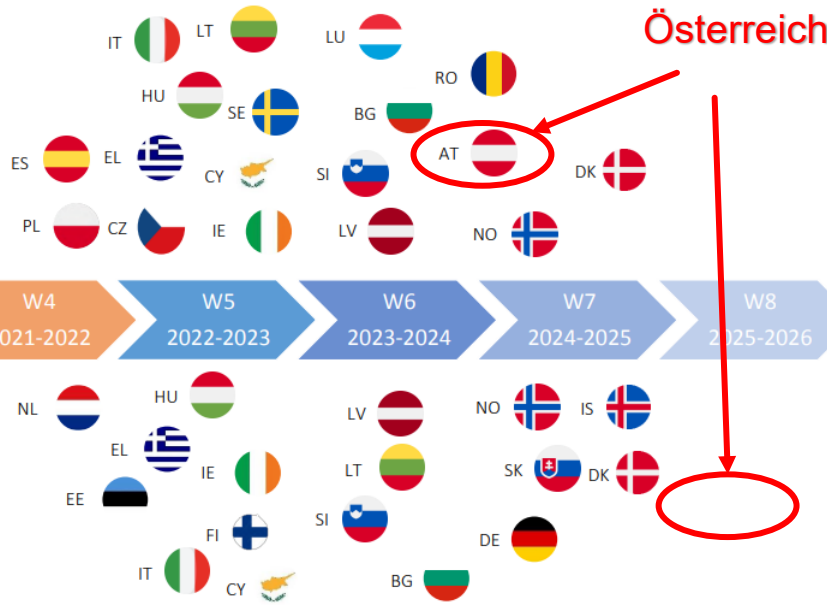 Österreich
IT
LT
LU
RO
HU
SE
BG
AT
ES
EL
CY
SI
DK
PL
CZ
IE
LV
NO
W4
W5
W6
W7
W8
021-2022
2022-2023
2023-2024
2024-2025
2025-2026
NL
HU
LV
NO
IS
EL
IE
LT
SK
DK
EE
FI
SI
DE
IT
CY
BG